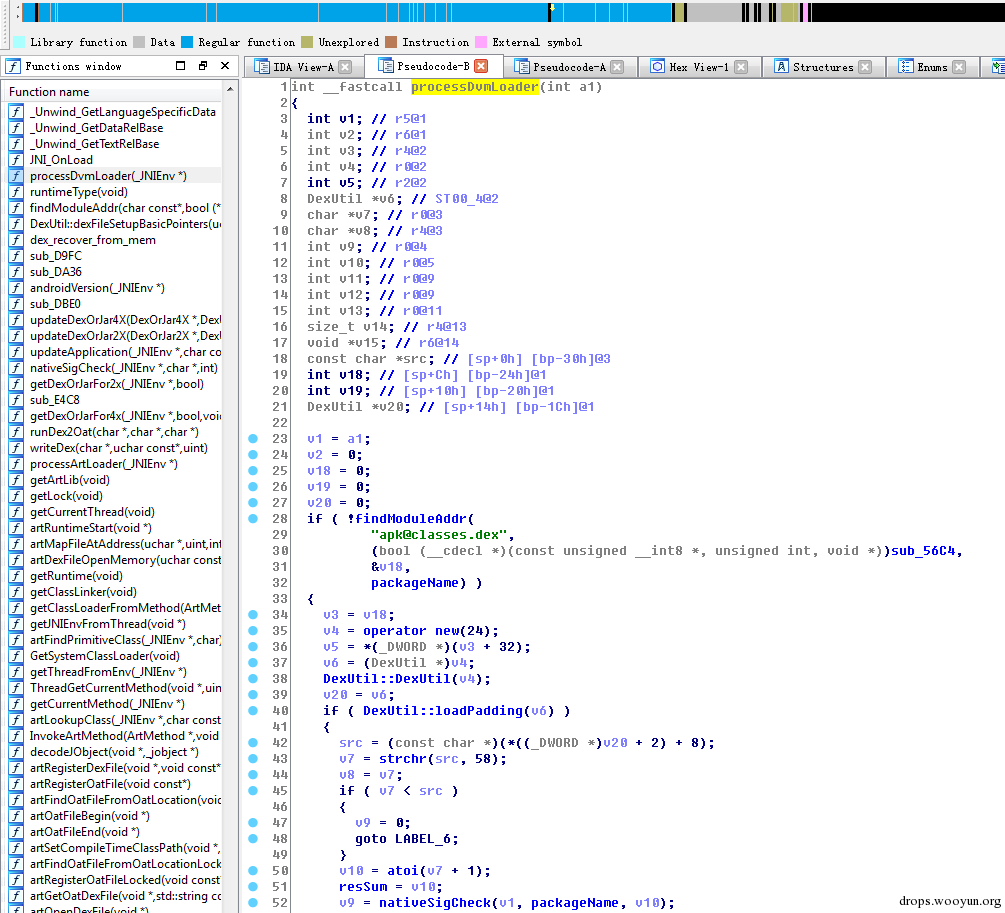 Library function Data Regular function Unexplored Instruction External symbol
Functions window
IDA View-A Pseudocode-B Pseudocode-A Hex View-1 Structures Enums
Function name
_Unwind_GetLanguageSpecificData
_Unwind_GetDataRelBase
_Unwind_GetTextRelBase
JNI_OnLoad
processDvmLoader(_JNIEnv *)
runtimeType(void)
findModuleAddr(char const*,bool (*
DexUtil::dexFileSetupBasicPointers(uc
dex_recover_from_mem
sub_D9FC
sub_DA36
androidVersion(_JNIEnv *)
sub_DBE0
updateDexOrJar4X(DexOrJar4X *,DexU
updateDexOrJar2X(DexOrJar2X *,DexU
updateApplication(_JNIEnv *,char co
nativeSigCheck(_JNIEnv *,char *,int)
getDexOrJarFor2x(_JNIEnv *,bool)
sub_E4C8
getDexOrJarFor4x(_JNIEnv *,bool,voi
runDex2Oat(char *,char *,char *)
writeDex(char *,uchar const*,uint)
processArtLoader(_JNIEnv *)
getArtLib(void)
getLock(void)
getCurrentThread(void)
artRuntimeStart(void *)
artMapFileAtAddress(uchar *,uint,int
artDexFileOpenMemory(uchar const
getRuntime(void)
getClassLinker(void)
getClassLoaderFromMethod(ArtMet
getJNIEnvFromThread(void *)
artFindPrimitiveClass(_JNIEnv *,char)
GetSystemClassLoader(void)
getThreadFromEnv(_JNIEnv *)
ThreadGetCurrentMethod(void *,uin
getCurrentMethod(_JNIEnv *)
artLookupClass(_JNIEnv *,char const
InvokeArtMethod(ArtMethod *,void
decodeJObject(void *,_jobject *)
artRegisterDexFile(void *,void const*
artRegisterOatFile(void const*)
artFindOatFileFromOatLocation(voic
artOatFileBegin(void *)
artOatFileEnd(void *)
artSetCompileTimeClassPath(void *,
artFindOatFileFromOatLocationLock
artRegisterOatFileLocked(void const
artGetOatDexFile(void *,std::string co
artOpenDexFile(void *)
1 int __fastcall processDvmLoader(int a1)
2 {
3 int v1; // r5@1
4 int v2; // r6@1
5 int v3; // r4@2
6 int v4; // r0@2
7 int v5; // r2@2
8 DexUtil *v6; // ST00_4@2
9 char *v7; // r0@3
10 char *v8; // r4@3
11 int v9; // r0@4
12 int v10; // r0@5
13 int v11; // r0@9
14 int v12; // r0@9
15 int v13; // r0@11
16 size_t v14; // r4@13
17 void *v15; // r6@14
18 const char *src; // [sp+0h] [bp-30h]@3
19 int v18; // [sp+Ch] [bp-24h]@1
20 int v19; // [sp+10h] [bp-20h]@1
21 DexUtil *v20; // [sp+14h] [bp-1Ch]@1
22
23 v1 = a1;
24 v2 = 0;
25 v18 = 0;
26 v19 = 0;
27 v20 = 0;
28 if ( !findModuleAddr(
29 "apk@classes.dex",
30 (bool (__cdecl *)(const unsigned __int8 *, unsigned int, void *))sub_56C4,
31 &v18,
32 packageName) )
33 {
34 v3 = v18;
35 v4 = operator new(24);
36 v5 = *(_DWORD *)(v3 + 32);
37 v6 = (DexUtil *)v4;
38 DexUtil::DexUtil(v4);
39 v20 = v6;
40 if ( DexUtil::loadPadding(v6) )
41 {
42 src = (const char *)(*((_DWORD *)v20 + 2) + 8);
43 v7 = strchr(src, 58);
44 v8 = v7;
45 if ( v7 < src )
46 {
47 v9 = 0;
48 goto LABEL_6;
49 }
50 v10 = atoi(v7 + 1);
51 resSum = v10;
52 v9 = nativeSigCheck(v1, packageName, v10);
drops.wooyun.org